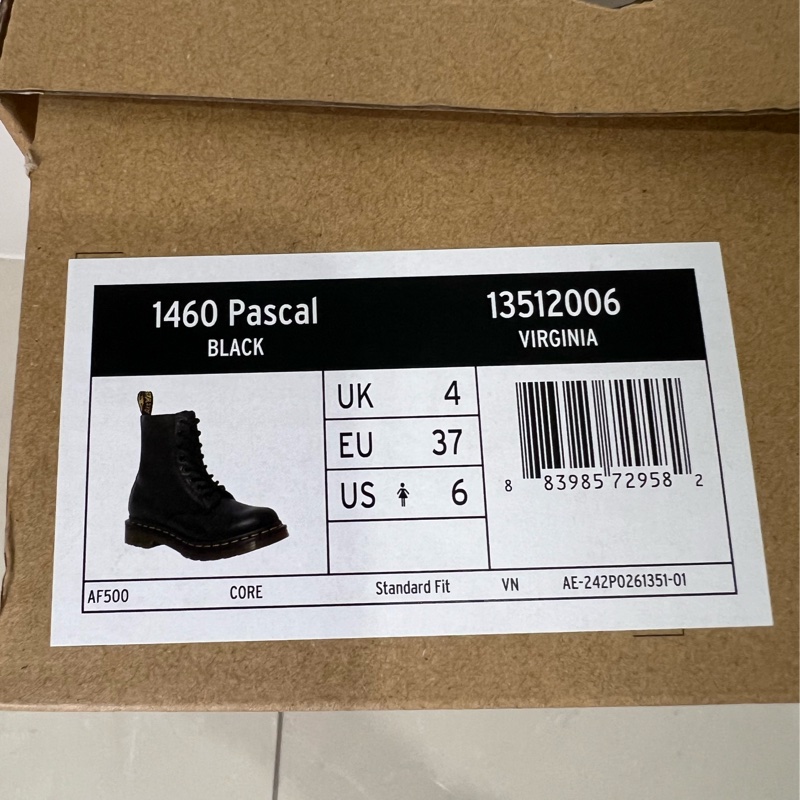 1460 Pascal
BLACK
13512006
VIRGINIA
UK 4
EU 37
US 6
8 83985 72958 2
AF500 CORE Standard Fit VN AE-242P0261351-01